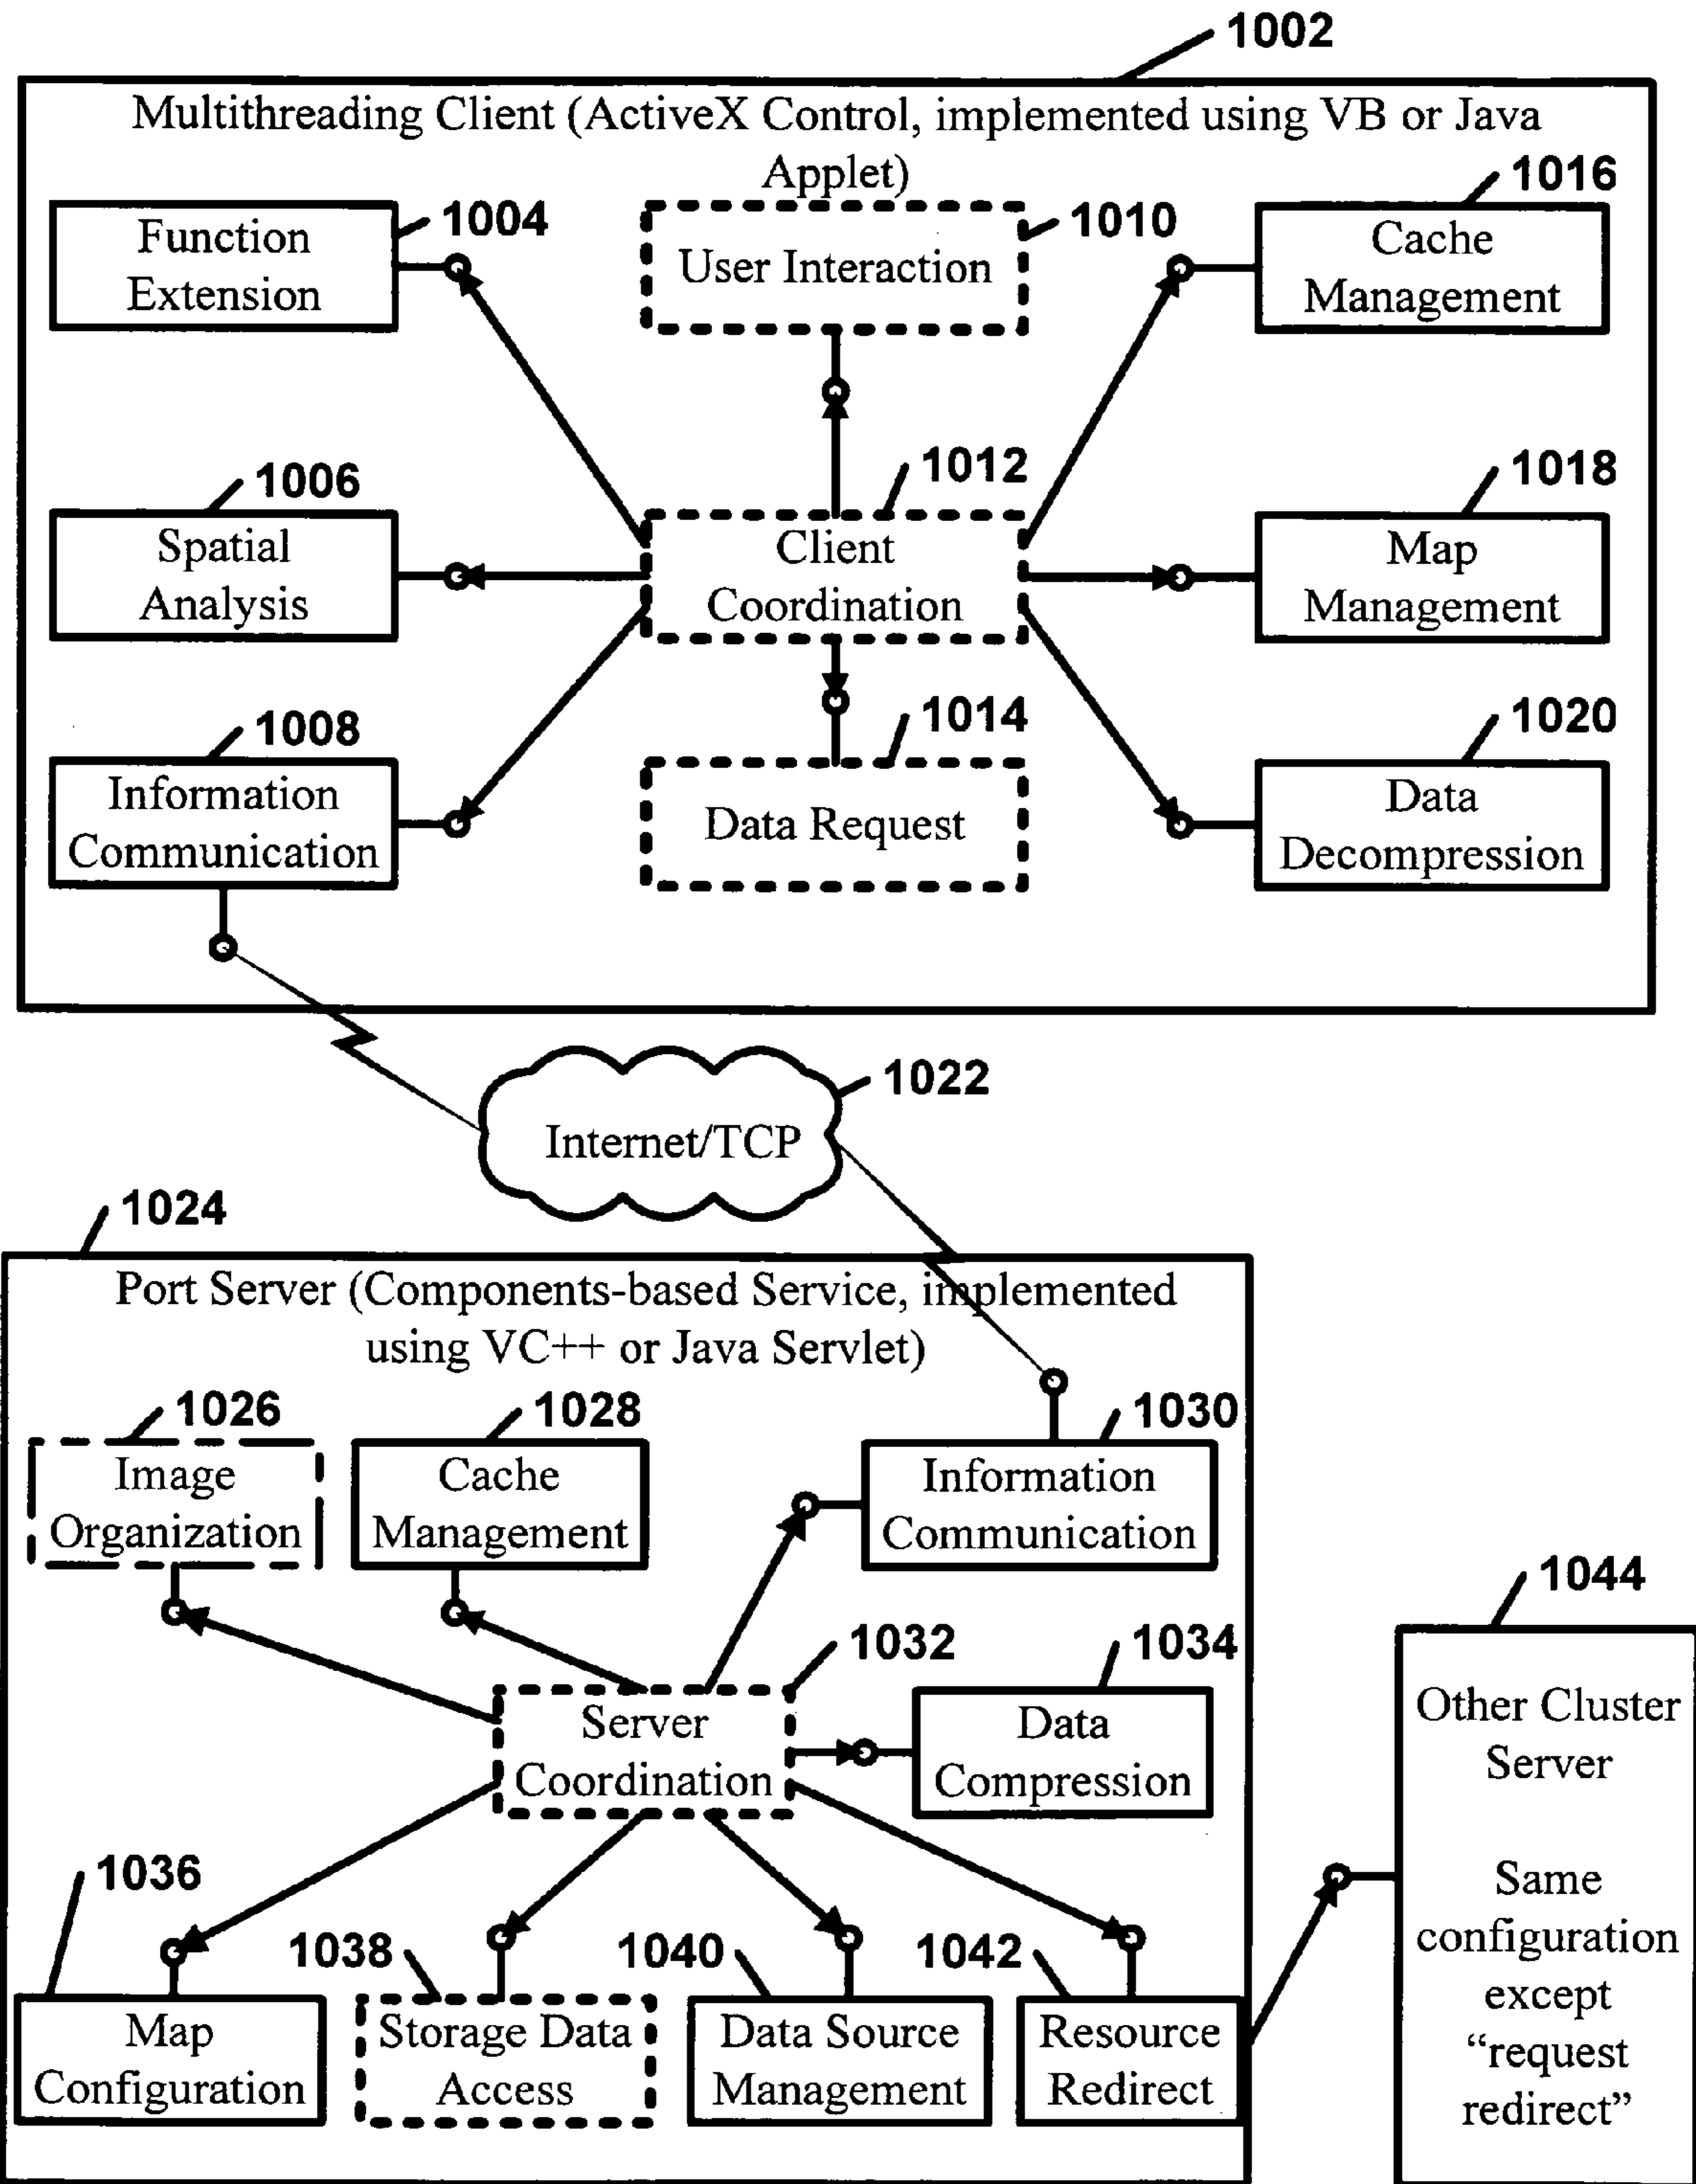 1002
Multithreading Client (ActiveX Control, implemented using VB or Java
Applet)
1004
Function
Extension
1010
User Interaction
1016
Cache
Management
1006
Spatial
Analysis
1012
Client
Coordination
1018
Map
Management
1008
Information
Communication
1014
Data Request
1020
Data
Decompression
1022
Internet/TCP
1024
Port Server (Components-based Service, implemented
using VC++ or Java Servlet)
1026
Image
Organization
1028
Cache
Management
1030
Information
Communication
1032
Server
Coordination
1034
Data
Compression
1036
Map
Configuration
1038
Storage Data
Access
1040
Data Source
Management
1042
Resource
Redirect
1044
Other Cluster
Server
Same
configuration
except
“request
redirect”